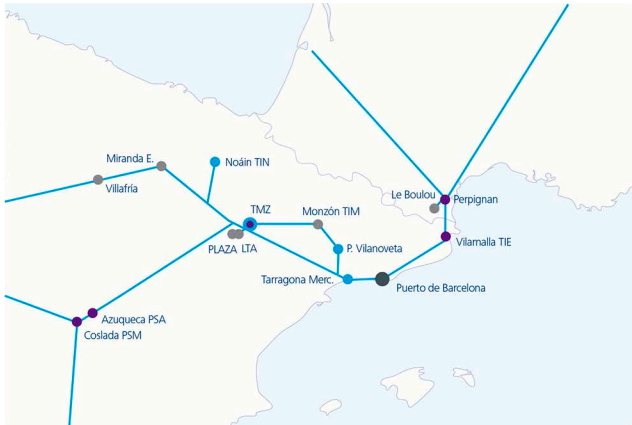 Miranda E.
Noáin TIN
Villafría
Le Boulou
Perpignan
TMZ
Monzón TIM
Vilamalla TIE
PLAZA
LTA
P. Vilanoveta
Tarragona Merc.
Puerto de Barcelona
Azuqueca PSA
Coslada PSM